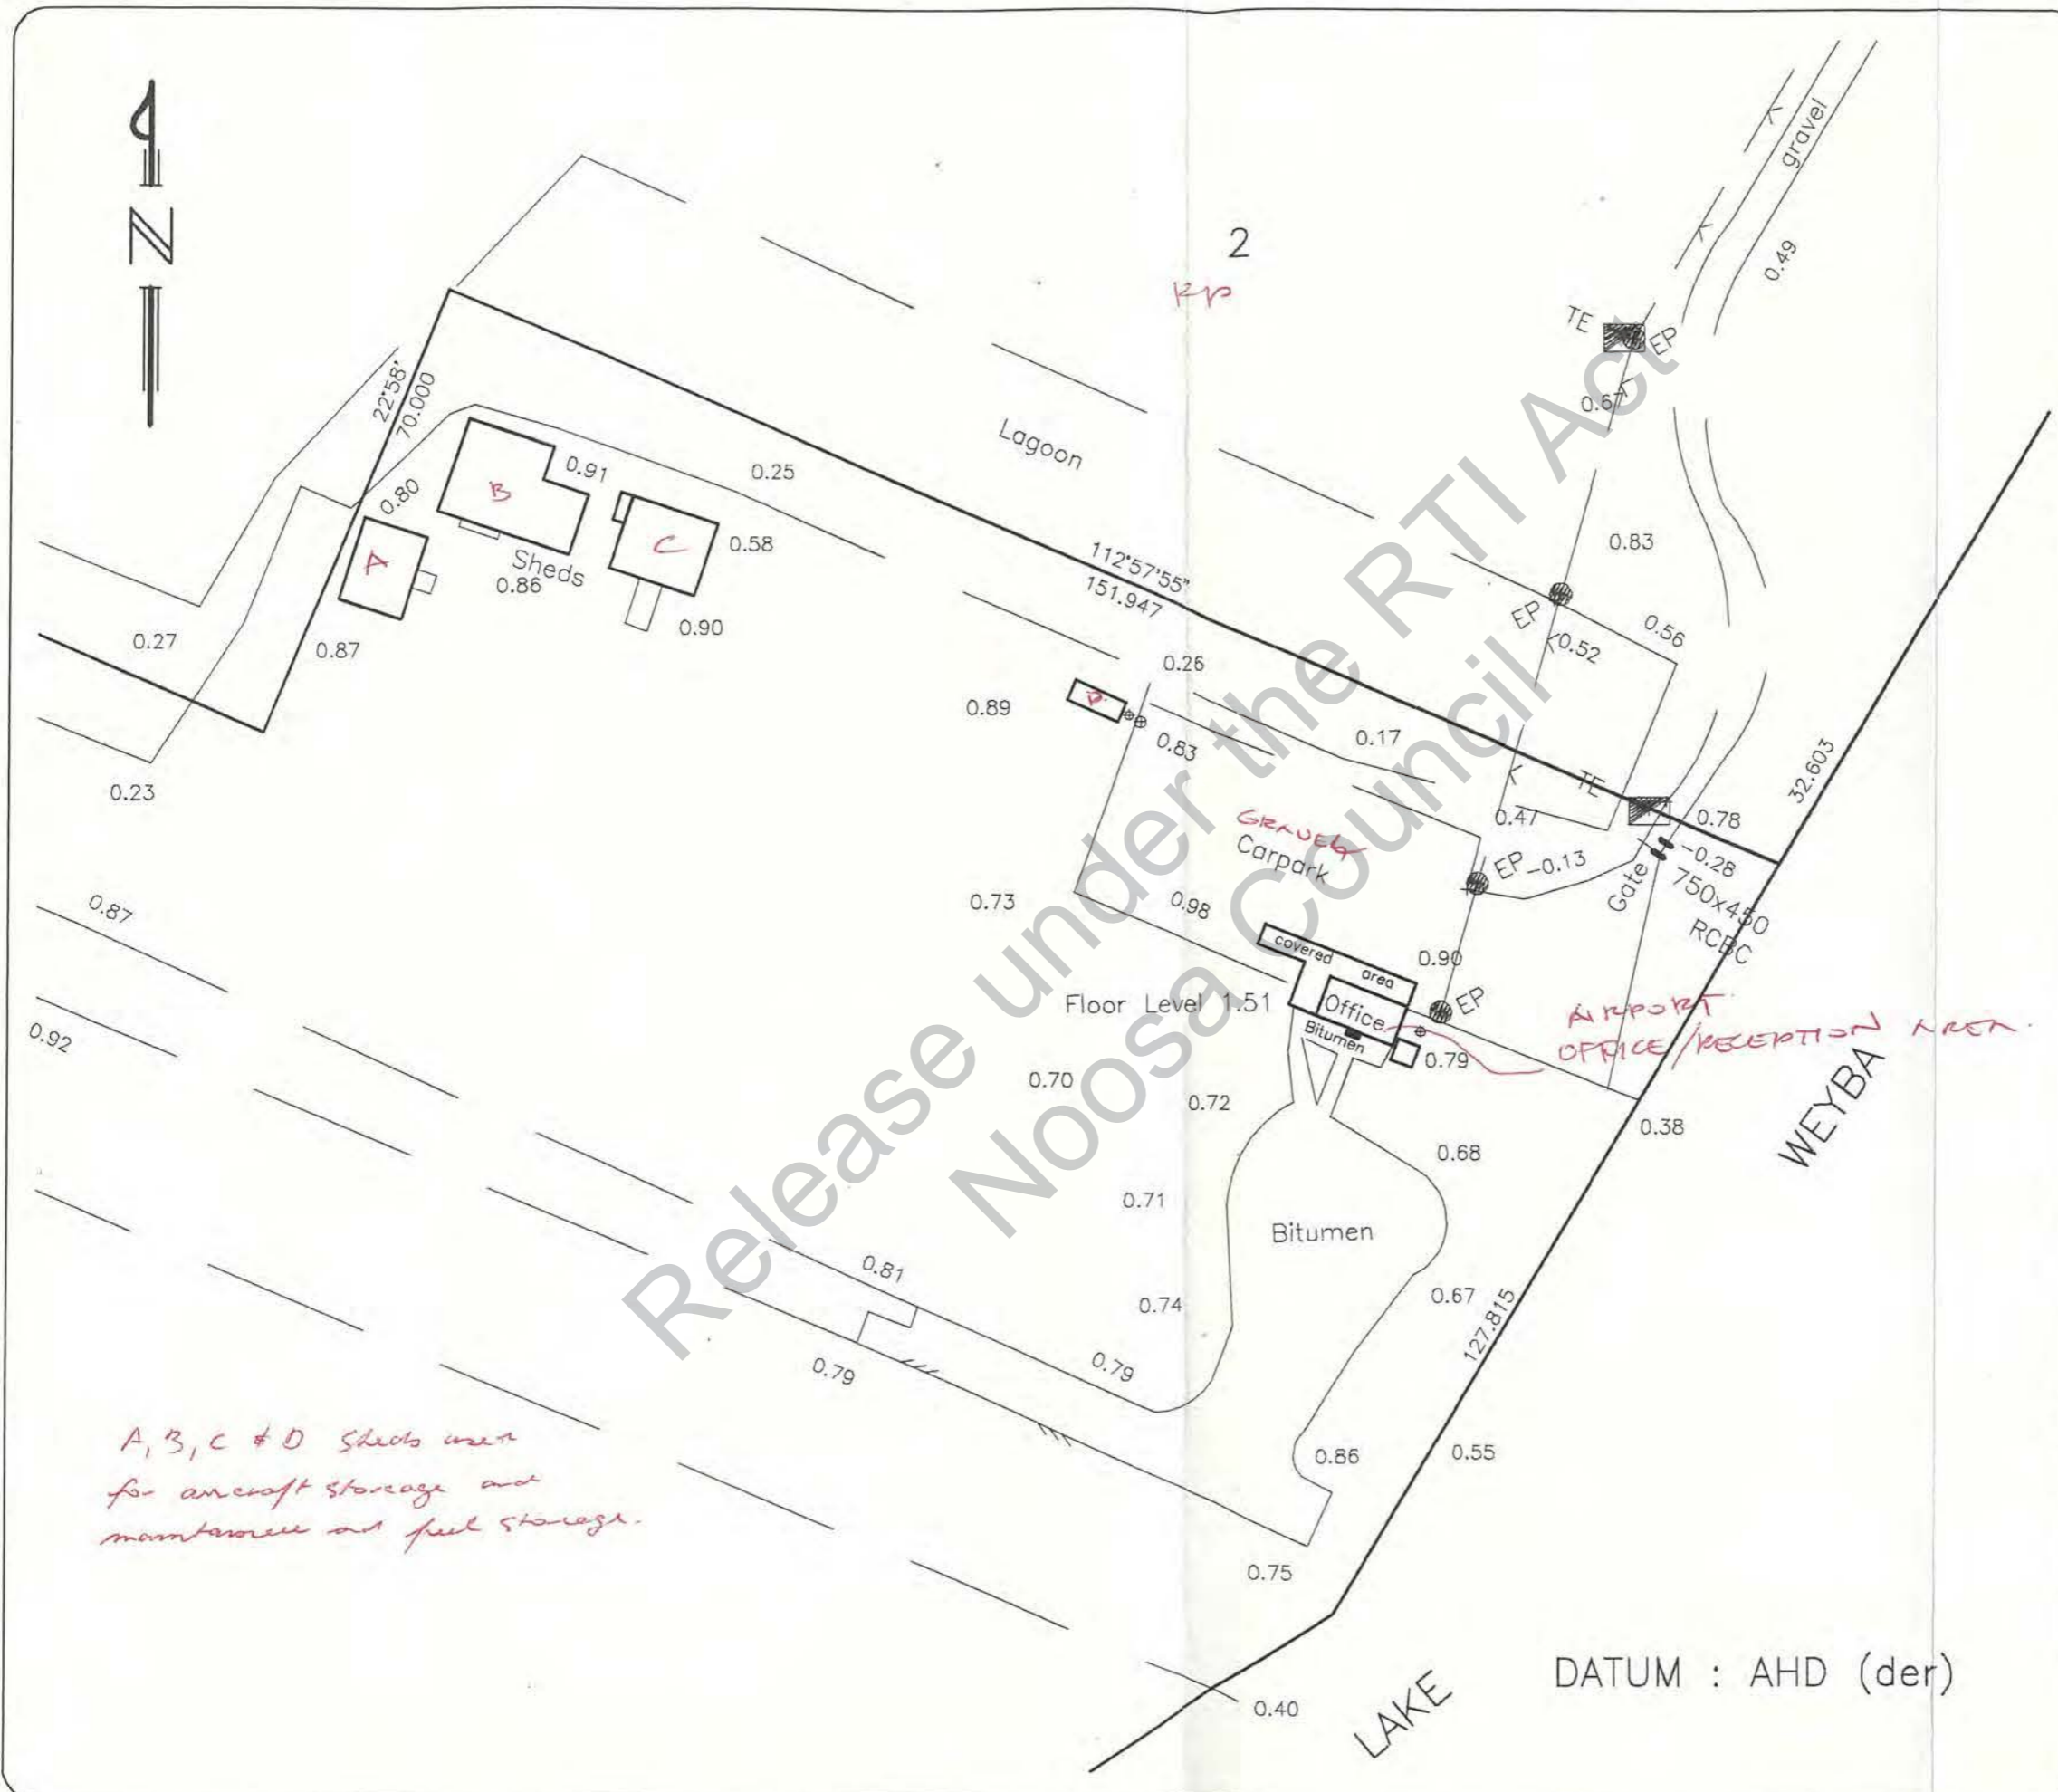 N
2
RP
gravel
0.49
TE
EP
0.67
22°58'
70.000
Lagoon
0.25
0.91
B
0.80
A
Sheds
0.86
C
0.58
0.90
0.83
112°57'55"
151.947
EP
0.52
0.56
0.27
0.87
0.26
0.89
D
0.83
0.17
32.603
0.23
TE
0.47
0.78
GRAVEL
Carpark
EP
-0.13
-0.28
Gate
750x450
RCBC
0.87
0.73
0.98
covered
area
0.90
EP
Floor Level 1.51
Office
Bitumen
0.79
AIRPORT
OFFICE/RECEPTION AREA.
0.92
0.70
0.72
0.38
WEYBA
0.68
0.71
Bitumen
0.81
0.74
0.67
127.815
0.79
0.79
A, B, C & D Sheds used
for aircraft storage and
maintenance and fuel storage.
0.86
0.55
0.75
0.40
LAKE
DATUM : AHD (der)
Release under the RTI Act
Noosa Council